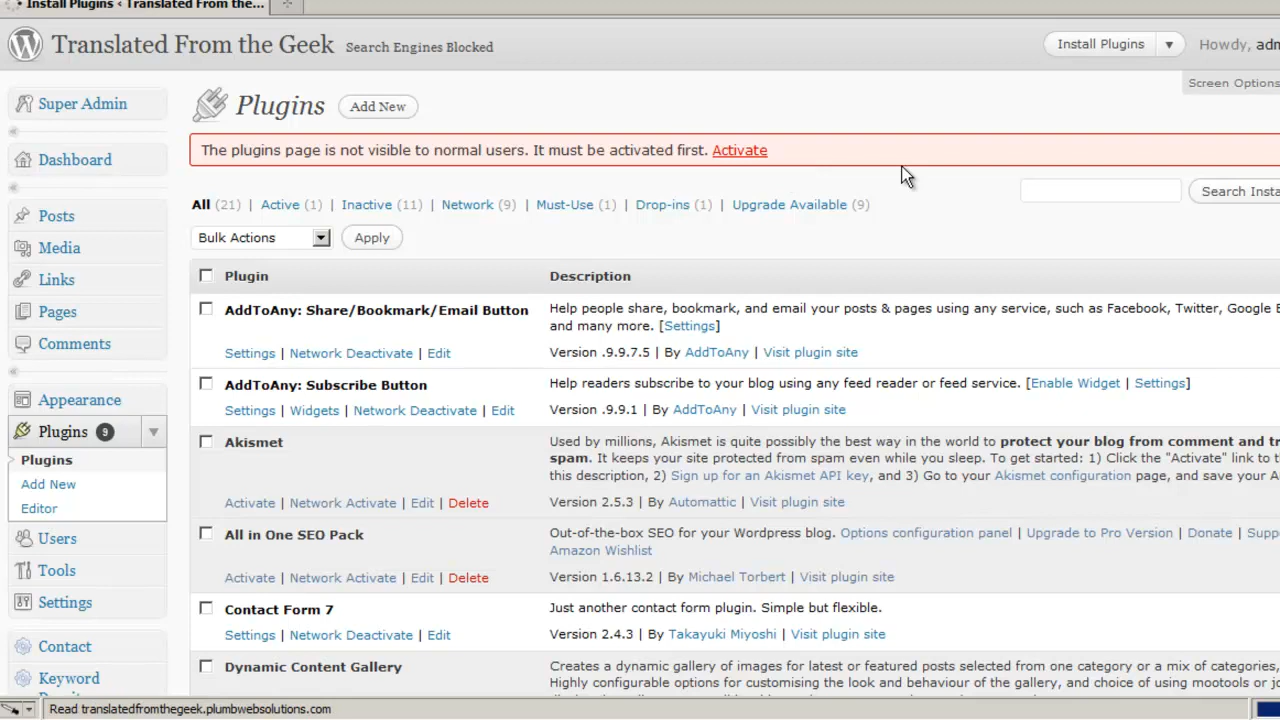 Install Plugins ‹ Translated From the...
Translated From the Geek Search Engines Blocked
Install Plugins
Howdy,
Screen Options
Super Admin
Dashboard
Posts
Media
Links
Pages
Comments
Appearance
Plugins 9
Plugins
Add New
Editor
Users
Tools
Settings
Contact
Keyword
Plugins Add New
The plugins page is not visible to normal users. It must be activated first. Activate
All (21) | Active (1) | Inactive (11) | Network (9) | Must-Use (1) | Drop-ins (1) | Upgrade Available (9)
Search
Bulk Actions Apply
Plugin Description
AddToAny: Share/Bookmark/Email Button
Settings | Network Deactivate | Edit
Help people share, bookmark, and email your posts & pages using any service, such as Facebook, Twitter, Google
and many more. [Settings]
Version .9.9.7.5 | By AddToAny | Visit plugin site
AddToAny: Subscribe Button
Settings | Widgets | Network Deactivate | Edit
Help readers subscribe to your blog using any feed reader or feed service. [Enable Widget | Settings]
Version .9.9.1 | By AddToAny | Visit plugin site
Akismet
Activate | Network Activate | Edit | Delete
Used by millions, Akismet is quite possibly the best way in the world to protect your blog from comment and
spam. It keeps your site protected from spam even while you sleep. To get started: 1) Click the "Activate" link to
this description, 2) Sign up for an Akismet API key, and 3) Go to your Akismet configuration page, and save your
Version 2.5.3 | By Automattic | Visit plugin site
All in One SEO Pack
Activate | Network Activate | Edit | Delete
Out-of-the-box SEO for your Wordpress blog. Options configuration panel | Upgrade to Pro Version | Donate |
Amazon Wishlist
Version 1.6.13.2 | By Michael Torbert | Visit plugin site
Contact Form 7
Settings | Network Deactivate | Edit
Just another contact form plugin. Simple but flexible.
Version 2.4.3 | By Takayuki Miyoshi | Visit plugin site
Dynamic Content Gallery
Creates a dynamic gallery of images for latest or featured posts selected from one category or a mix of categories,
Highly configurable options for customising the look and behaviour of the gallery, and choice of using mootools or
Read translatedfromthegeek.plumbwebsolutions.com